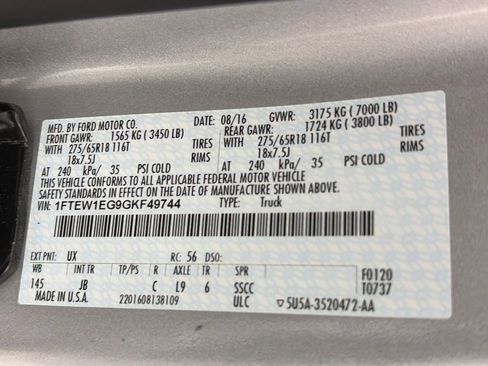 MFD. BY FORD MOTOR CO. DATE: 08/16 GVWR: 3175 KG ( 7000 LB)
FRONT GAWR: 1565 KG ( 3450 LB) REAR GAWR: 1724 KG ( 3800 LB)
WITH 275/65R18 116T TIRES WITH 275/65R18 116T TIRES
18x7.5J RIMS 18x7.5J RIMS
AT 240 kPa/ 35 PSI COLD AT 240 kPa/ 35 PSI COLD
THIS VEHICLE CONFORMS TO ALL APPLICABLE FEDERAL MOTOR VEHICLE
SAFETY STANDARDS IN EFFECT ON THE DATE OF MANUFACTURE SHOWN ABOVE.
VIN: 1FTEW1EG9GKF49744 TYPE: Truck
EXT PNT: UX RC: 56 DSO:
WB INT TR TP/PS R AXLE TR SPR F0120
145 JB C L9 6 SSCC T0737
MADE IN U.S.A. 2201608138109 ULC 5U5A-3520472-AA